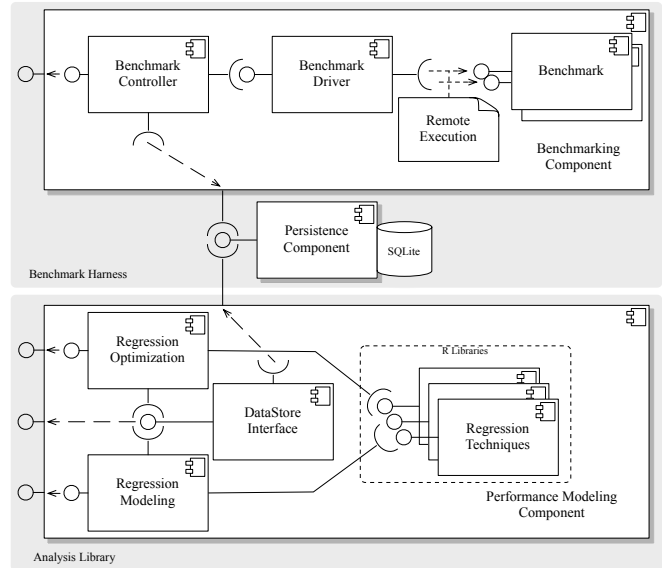 Benchmark
Controller
Benchmark
Driver
Benchmark
Remote
Execution
Benchmarking
Component
Persistence
Component
SQLite
Benchmark Harness
Regression
Optimization
R Libraries
DataStore
Interface
Regression
Techniques
Regression
Modeling
Performance Modeling
Component
Analysis Library